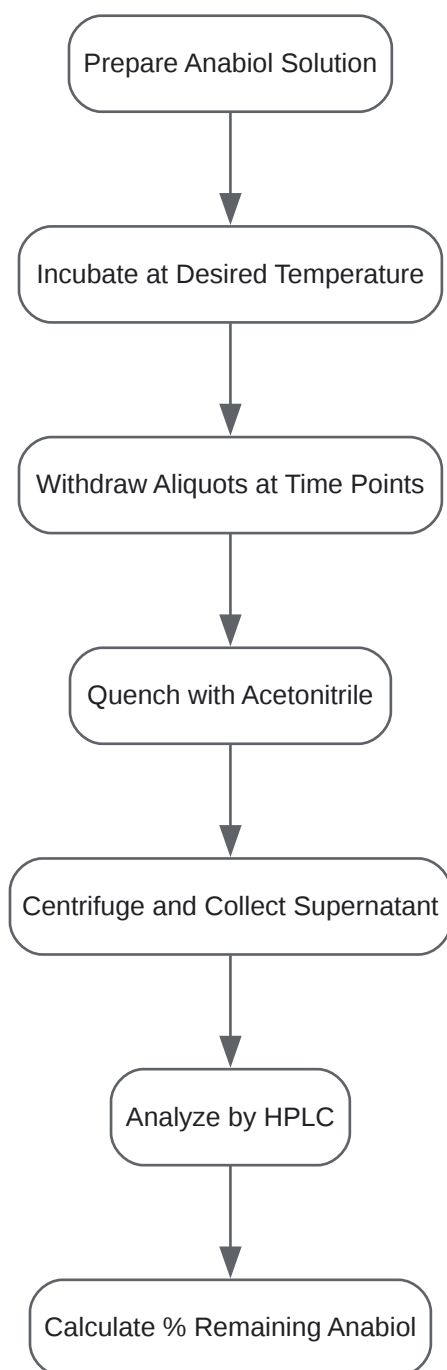 Prepare Anabiol Solution
Incubate at Desired Temperature
Withdraw Aliquots at Time Points
Quench with Acetonitrile
Centrifuge and Collect Supernatant
Analyze by HPLC
Calculate % Remaining Anabiol